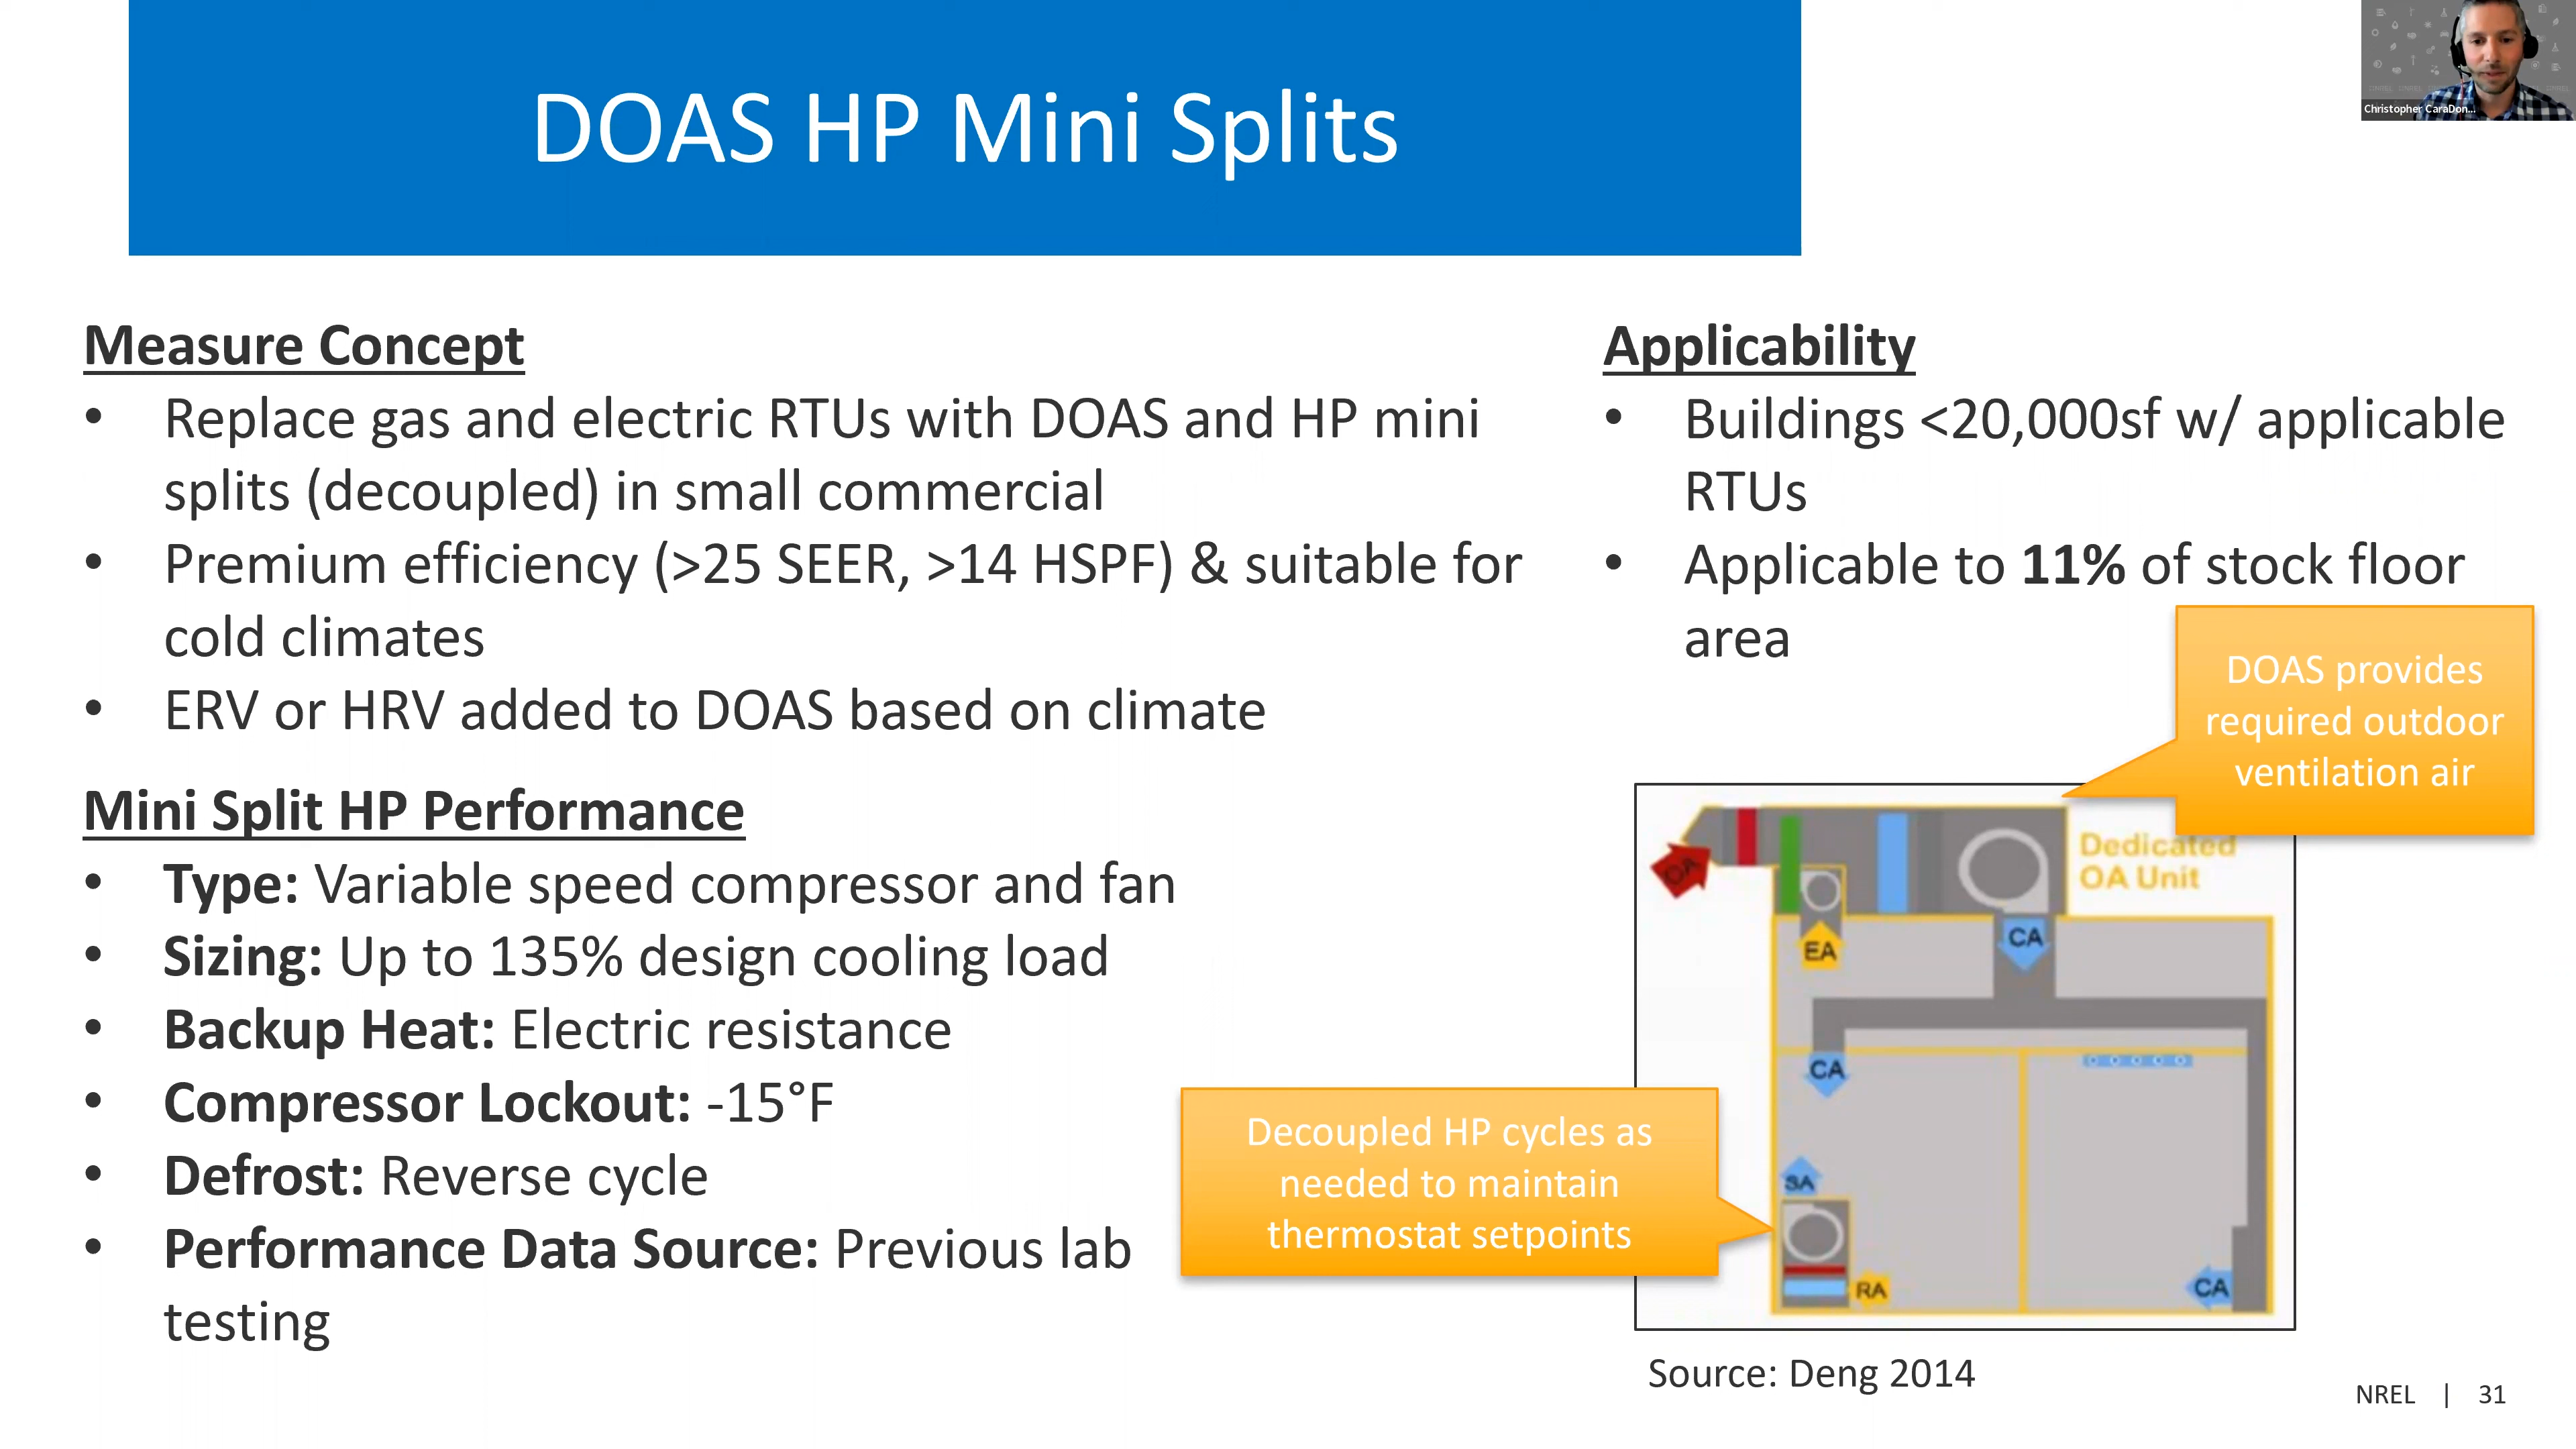 DOAS HP Mini Splits
Christopher CaraDon...
Measure Concept
• Replace gas and electric RTUs with DOAS and HP mini
splits (decoupled) in small commercial
• Premium efficiency (>25 SEER, >14 HSPF) & suitable for
cold climates
• ERV or HRV added to DOAS based on climate
Mini Split HP Performance
• Type: Variable speed compressor and fan
• Sizing: Up to 135% design cooling load
• Backup Heat: Electric resistance
• Compressor Lockout: -15°F
• Defrost: Reverse cycle
• Performance Data Source: Previous lab
testing
Applicability
• Buildings <20,000sf w/ applicable
RTUs
• Applicable to 11% of stock floor
area
DOAS provides
required outdoor
ventilation air
Dedicated
OA Unit
OA
EA
CA
CA
Decoupled HP cycles as
needed to maintain
thermostat setpoints
SA
RA
CA
Source: Deng 2014
NREL | 31